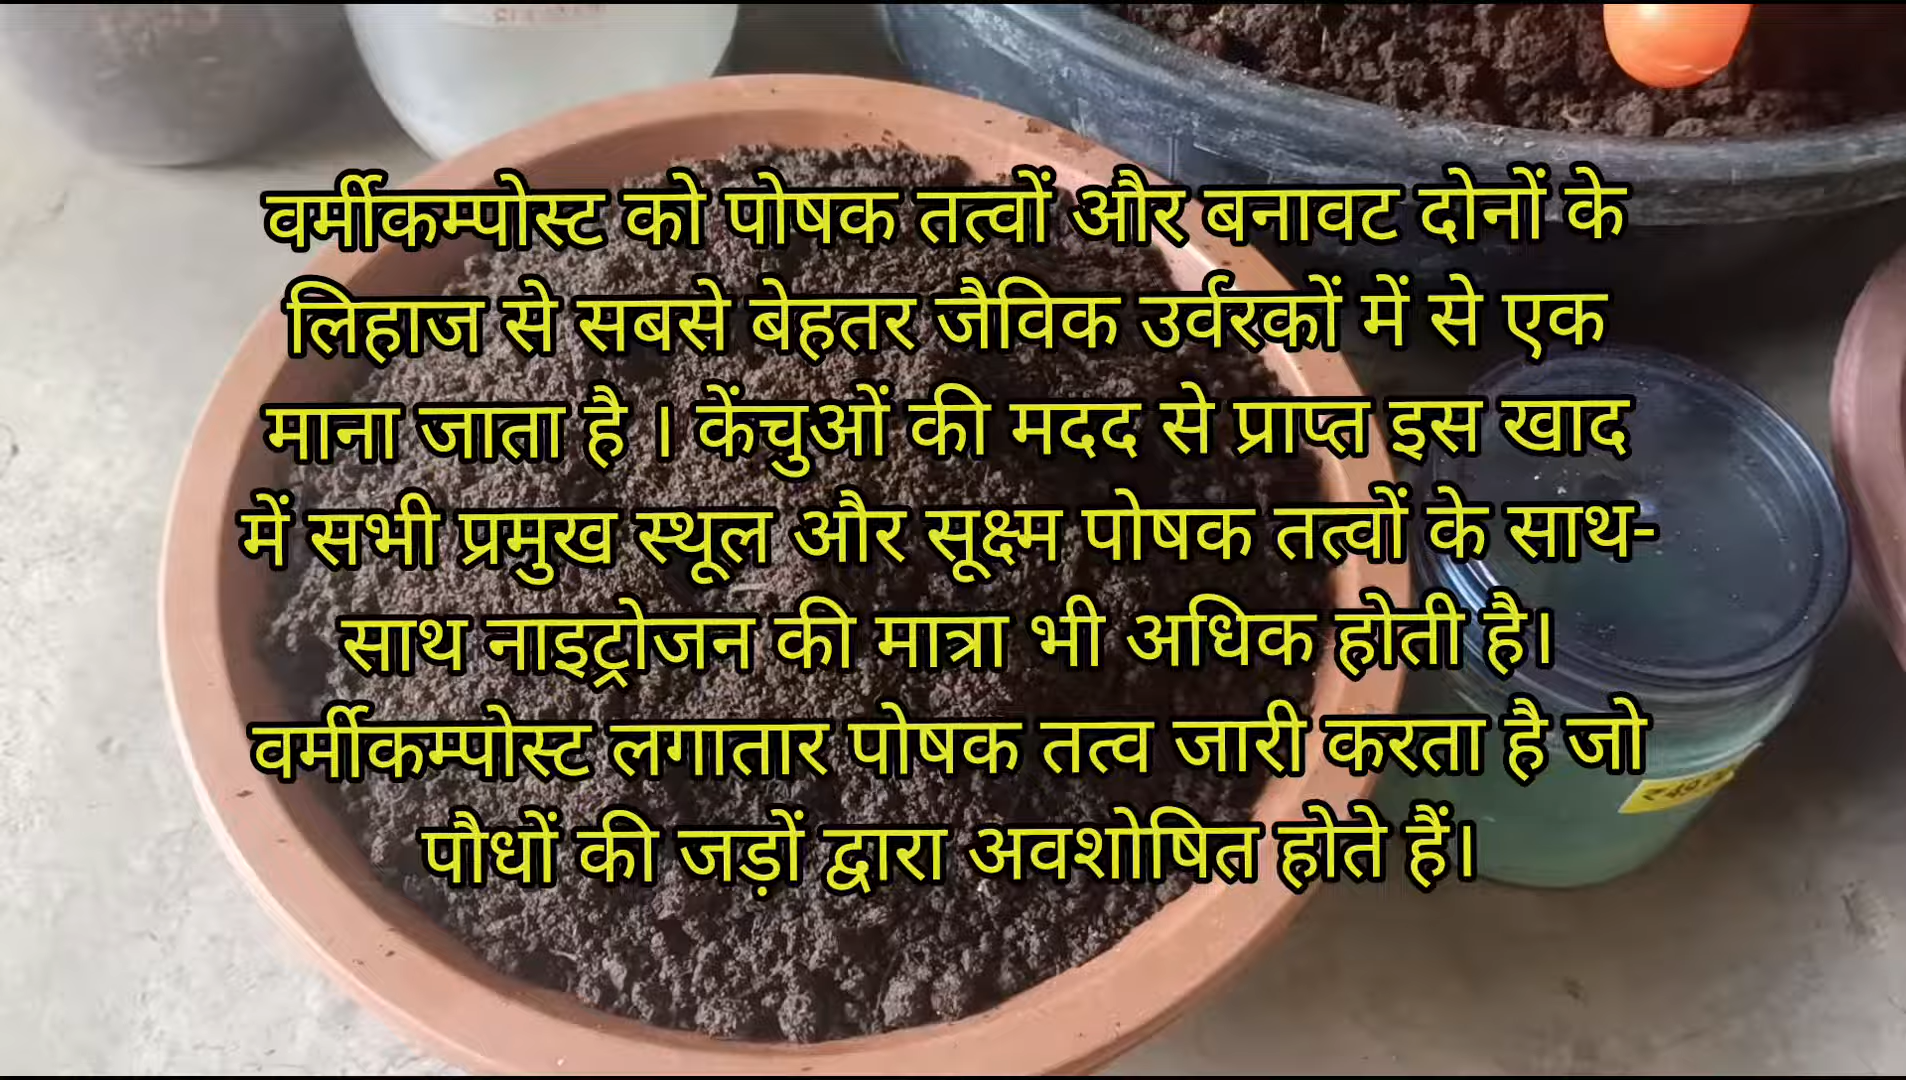 वर्मीकम्पोस्ट को पोषक तत्वों और बनावट दोनों के
लिहाज से सबसे बेहतर जैविक उर्वरकों में से एक
माना जाता है । केंचुओं की मदद से प्राप्त इस खाद
में सभी प्रमुख स्थूल और सूक्ष्म पोषक तत्वों के साथ-
साथ नाइट्रोजन की मात्रा भी अधिक होती है।
वर्मीकम्पोस्ट लगातार पोषक तत्व जारी करता है जो
पौधों की जड़ों द्वारा अवशोषित होते हैं।